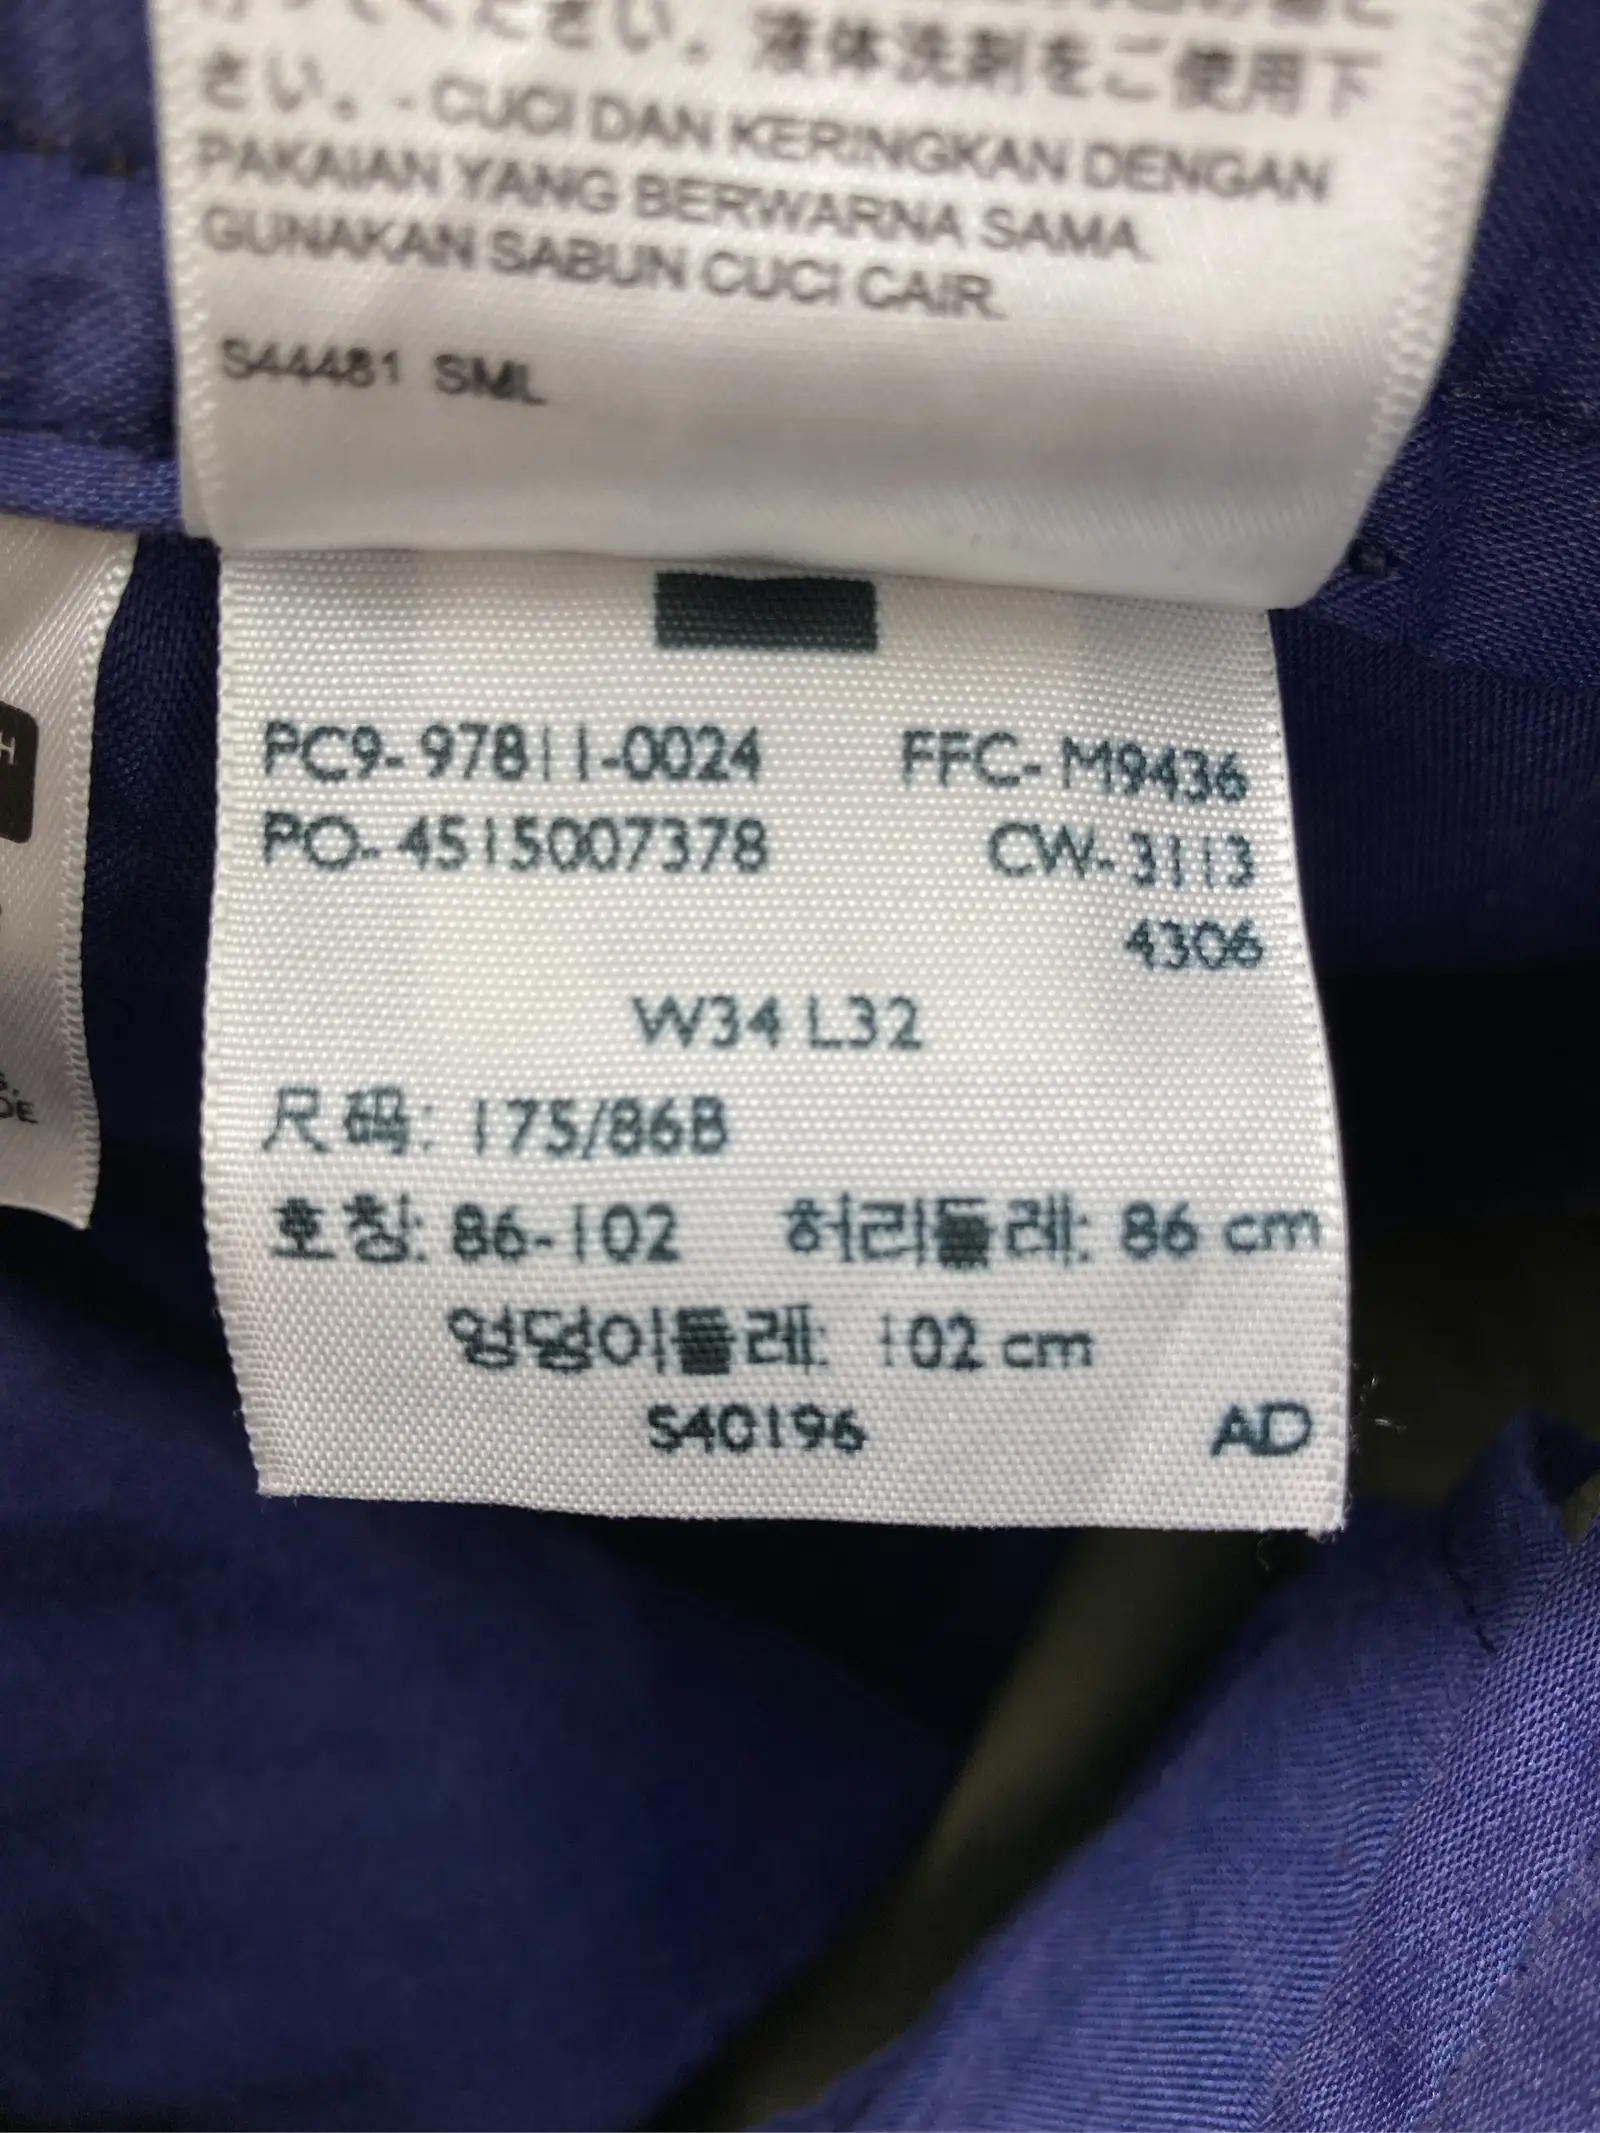 液体洗剤をご使用下
さい。- CUCI DAN KERINGKAN DENGAN
PAKAIAN YANG BERWARNA SAMA.
GUNAKAN SABUN CUCI CAIR.
S44481 SML
PC9-97811-0024 FFC-M9436
PO-4515007378 CW-3113
4306
W34 L32
尺码: 175/86B
호칭: 86-102 허리둘레: 86 cm
엉덩이둘레: 102 cm
S40196 AD